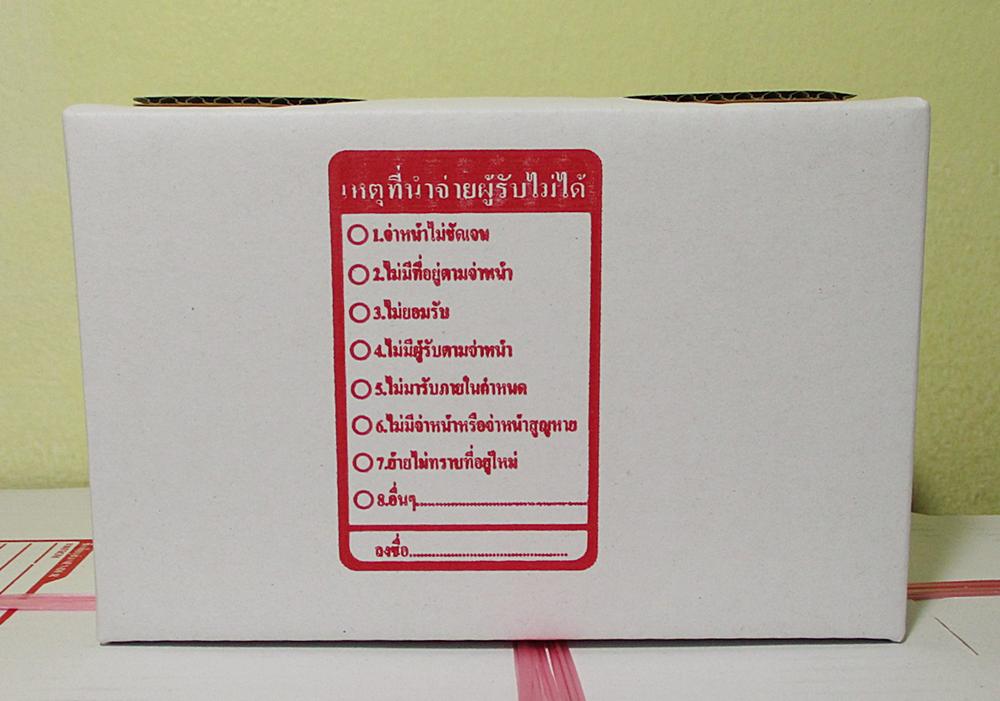 เหตุที่นำจ่ายผู้รับไม่ได้
1.จ่าหน้าไม่ชัดเจน
2.ไม่มีที่อยู่ตามจ่าหน้า
3.ไม่ยอมรับ
4.ไม่มีผู้รับตามจ่าหน้า
5.ไม่มารับภายในกำหนด
6.ไม่มีจ่าหน้าหรือจ่าหน้าสูญหาย
7.ย้ายไม่ทราบที่อยู่ใหม่
8.อื่นๆ........................................
ลงชื่อ........................................